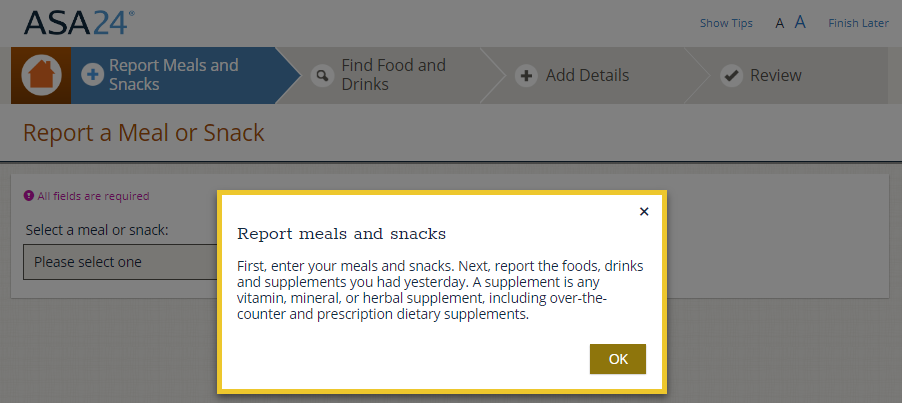 ASA24®
Show Tips A A Finish Later
Report Meals and
Snacks
Find Food and
Drinks
Add Details
Review
Report a Meal or Snack
All fields are required
Select a meal or snack:
Please select one
×
Report meals and snacks
First, enter your meals and snacks. Next, report the foods, drinks
and supplements you had yesterday. A supplement is any
vitamin, mineral, or herbal supplement, including over-the-
counter and prescription dietary supplements.
OK